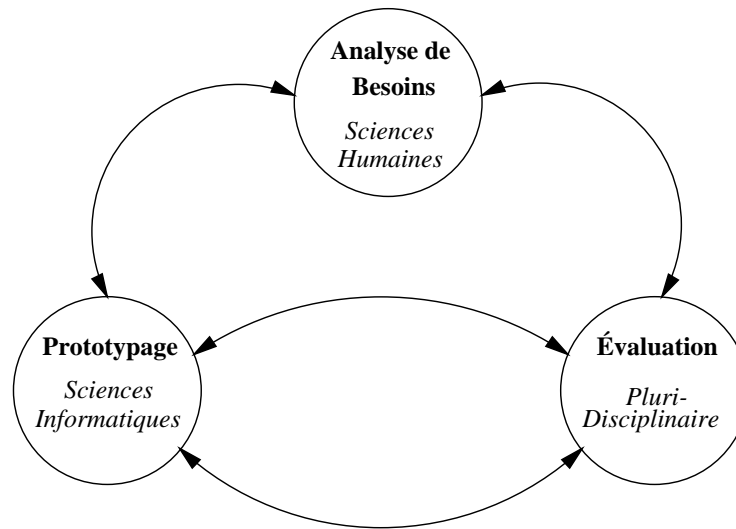 Analyse de
Besoins
Sciences
Humaines
Prototypage
Sciences
Informatiques
Évaluation
Pluri-
Disciplinaire